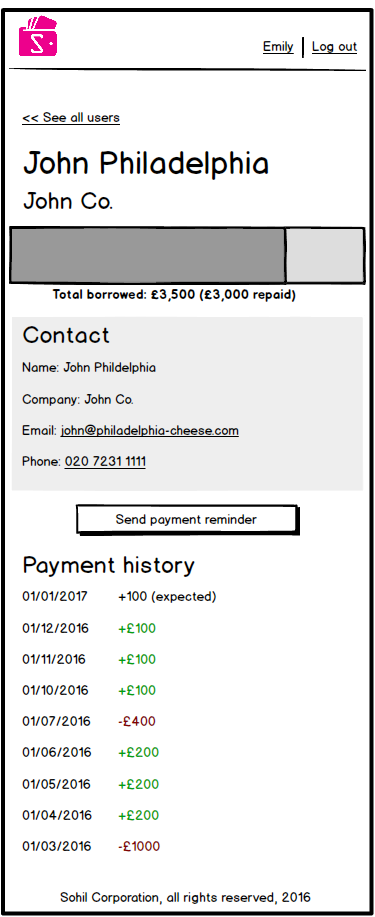 S.
Emily | Log out
<< See all users
John Philadelphia
John Co.
Total borrowed: £3,500 (£3,000 repaid)
Contact
Name: John Phildelphia
Company: John Co.
Email: john@philadelphia-cheese.com
Phone: 020 7231 1111
Send payment reminder
Payment history
01/01/2017 +100 (expected)
01/12/2016 +£100
01/11/2016 +£100
01/10/2016 +£100
01/07/2016 -£400
01/06/2016 +£200
01/05/2016 +£200
01/04/2016 +£200
01/03/2016 -£1000
Sohil Corporation, all rights reserved, 2016